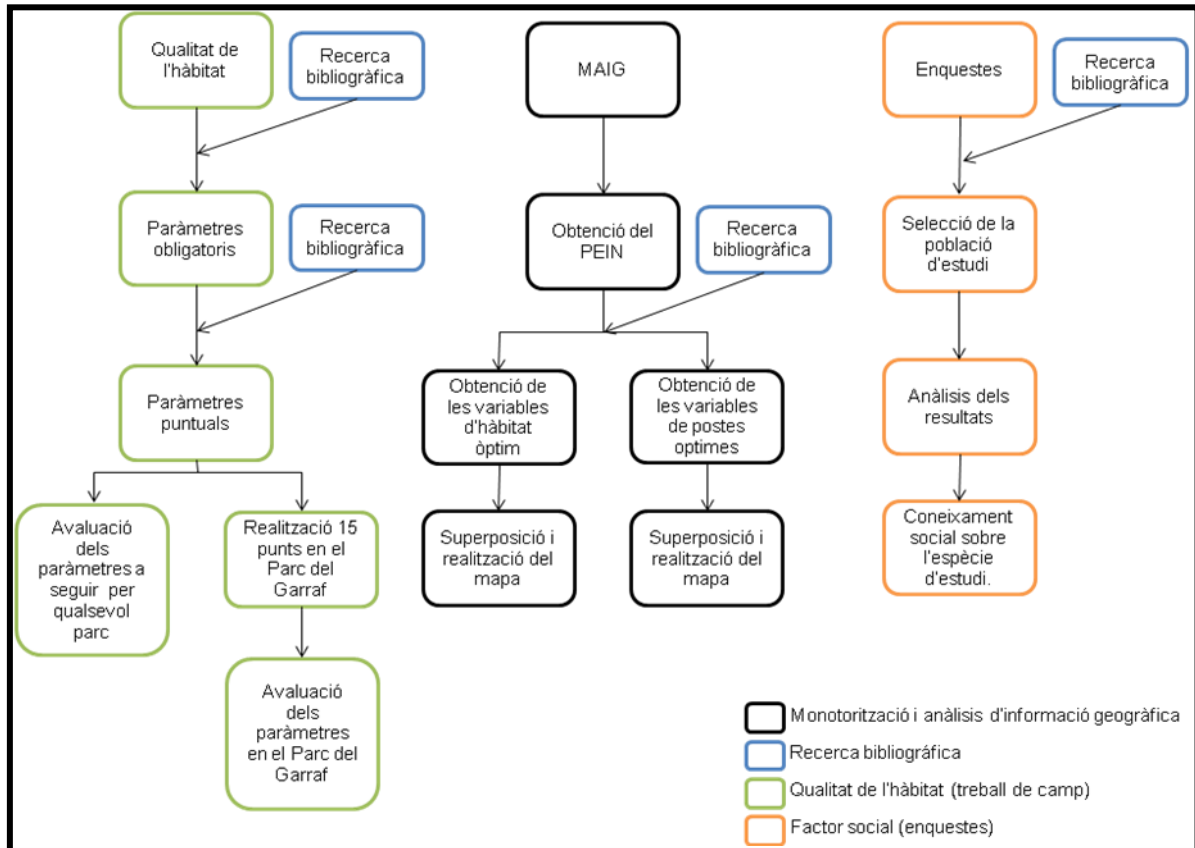 Qualitat de
l'hàbitat
Recerca
bibliogràfica
MAIG
Enquestes
Recerca
bibliogràfica
Paràmetres
obligatoris
Recerca
bibliogràfica
Obtenció del
PEIN
Recerca
bibliogràfica
Selecció de la
població
d'estudi
Paràmetres
puntuals
Obtenció de
les variables
d'hàbitat
òptim
Obtenció de
les variables
de postes
optimes
Anàlisis dels
resultats
Avaluació
dels
paràmetres a
seguir per
qualsevol
parc
Realització 15
punts en el
Parc del
Garraf
Superposició i
realització del
mapa
Superposició i
realització del
mapa
Coneixament
social sobre
l'espècie
d'estudi.
Avaluació
dels
paràmetres
en el Parc del
Garraf
Monotorització i anàlisis d'informació geogràfica
Recerca bibliográfica
Qualitat de l'hàbitat (treball de camp)
Factor social (enquestes)